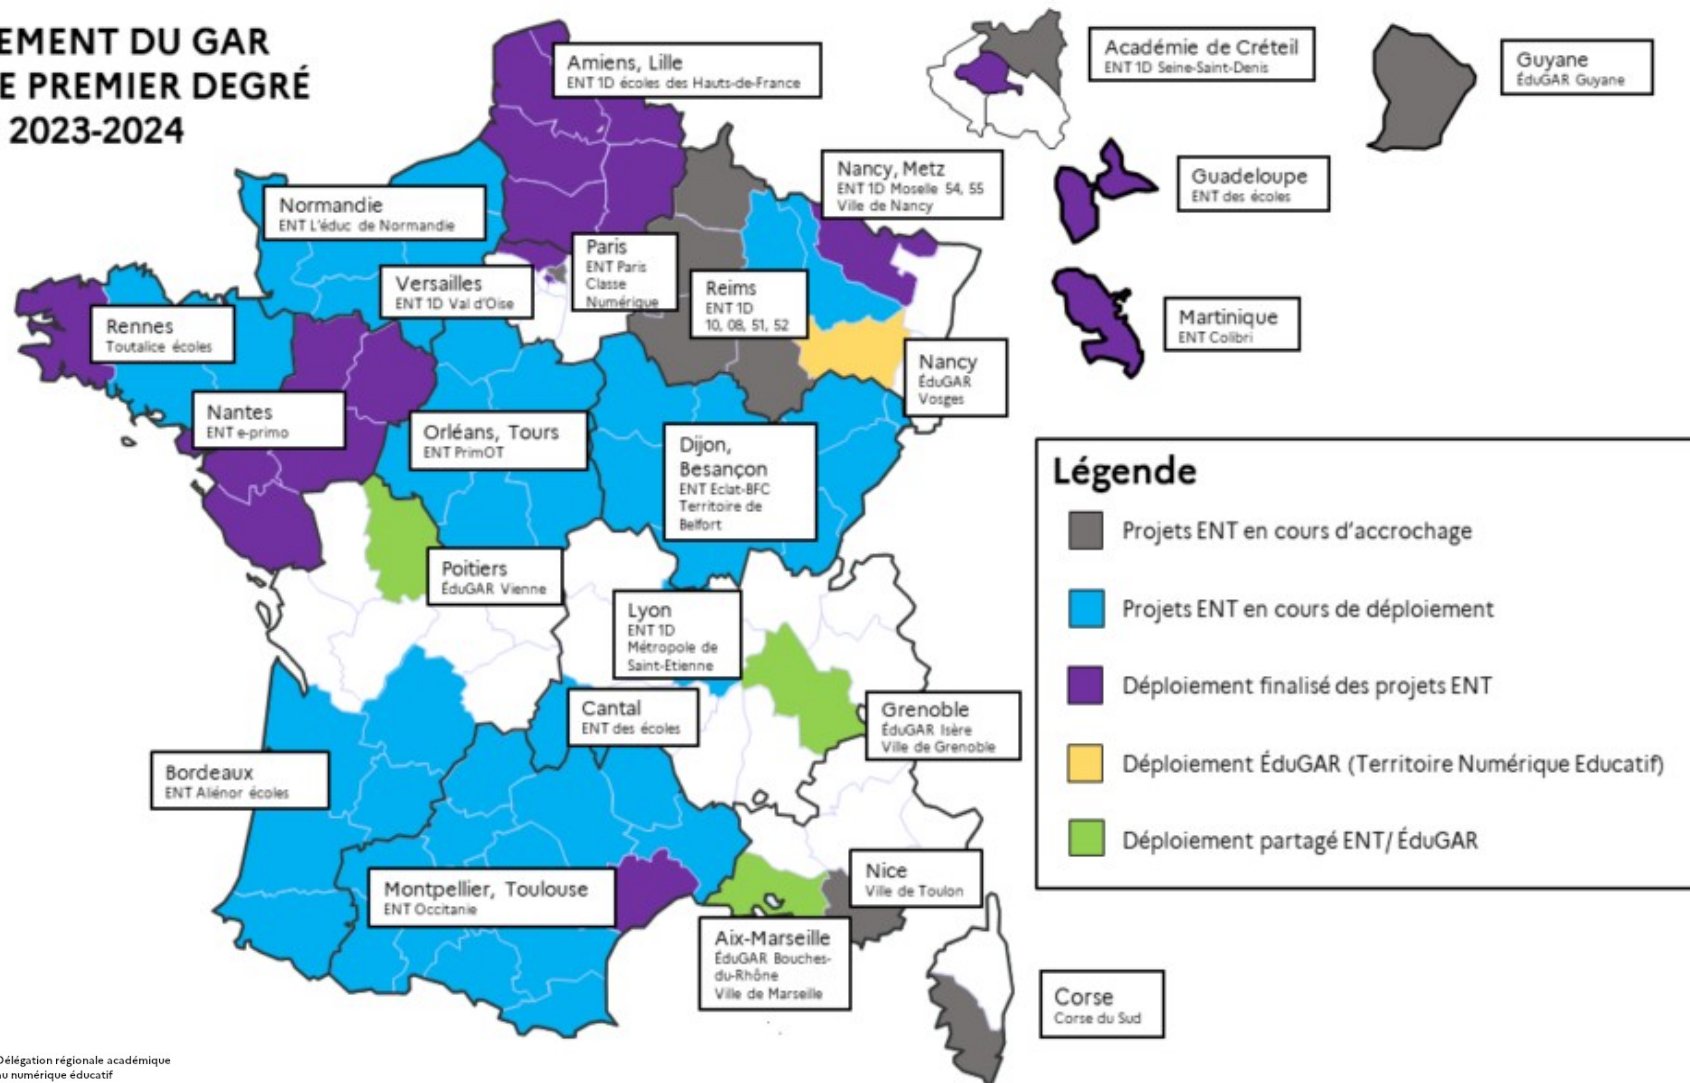 EMENT DU GAR
E PREMIER DEGRÉ
2023-2024
Amiens, Lille
ENT 1D écoles des Hauts-de-France
Académie de Créteil
ENT 1D Seine-Saint-Denis
Guyane
ÉduGAR Guyane
Nancy, Metz
ENT 1D Moselle 54, 55
Ville de Nancy
Guadeloupe
ENT des écoles
Normandie
ENT L'éduc de Normandie
Paris
ENT Paris
Classe
Numérique
Versailles
ENT 1D Val d'Oise
Reims
ENT 1D
10, 08, 51, 52
Martinique
ENT Colibri
Rennes
Toutatice écoles
Nancy
ÉduGAR
Vosges
Nantes
ENT e-primo
Orléans, Tours
ENT PrimOT
Dijon,
Besançon
ENT Eclat-BFC
Territoire de
Belfort
Poitiers
ÉduGAR Vienne
Lyon
ENT 1D
Métropole de
Saint-Etienne
Cantal
ENT des écoles
Grenoble
ÉduGAR Isère
Ville de Grenoble
Bordeaux
ENT Aliénor écoles
Montpellier, Toulouse
ENT Occitanie
Nice
Ville de Toulon
Aix-Marseille
ÉduGAR Bouches-
du-Rhône
Ville de Marseille
Corse
Corse du Sud
Légende
Projets ENT en cours d'accrochage
Projets ENT en cours de déploiement
Déploiement finalisé des projets ENT
Déploiement ÉduGAR (Territoire Numérique Educatif)
Déploiement partagé ENT/ ÉduGAR
Délégation régionale académique
au numérique éducatif